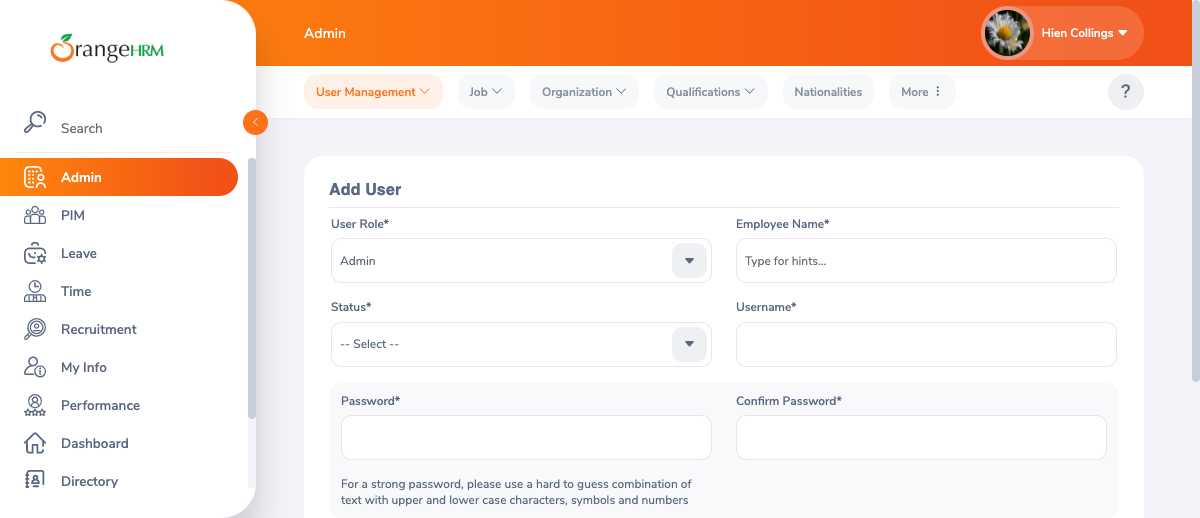 OrangeHRM
Search
Admin
PIM
Leave
Time
Recruitment
My Info
Performance
Dashboard
Directory
Admin
Hien Collings
User Management
Job
Organization
Qualifications
Nationalities
More
?
Add User
User Role*
Employee Name*
Admin
Type for hints...
Status*
Username*
-- Select --
Password*
Confirm Password*
For a strong password, please use a hard to guess combination of
text with upper and lower case characters, symbols and numbers